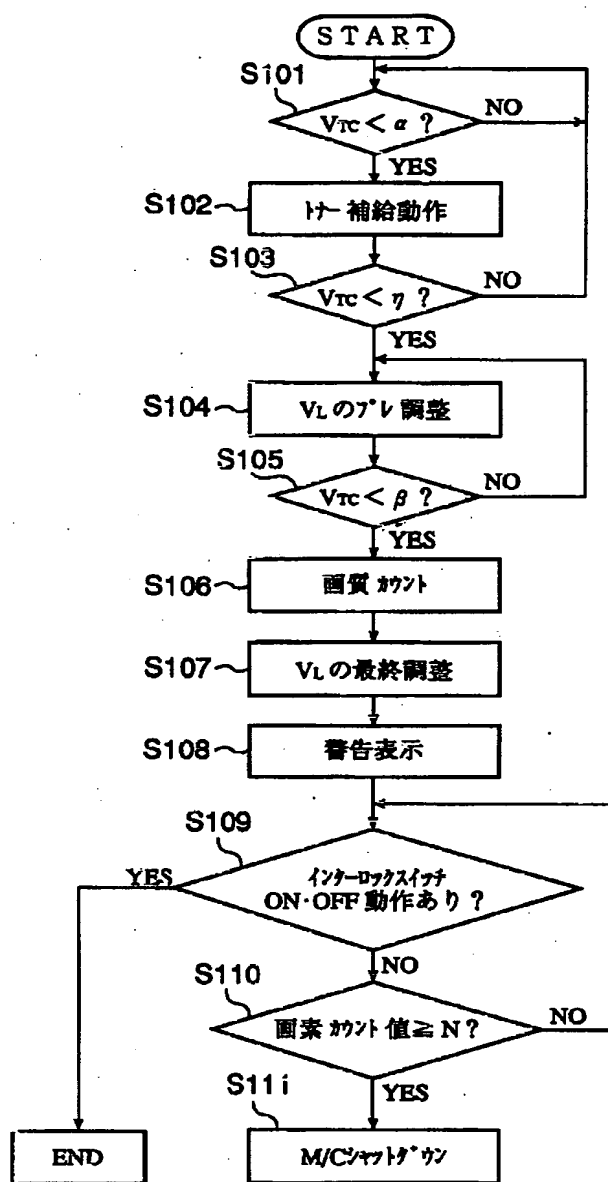 START
S101
VTC < α ?
NO
YES
S102
ﾄﾅｰ 補給動作
S103
VTC < η ?
NO
YES
S104
VLのﾌﾟﾚ 調整
S105
VTC < β ?
NO
YES
S106
画質 ｶｳﾝﾄ
S107
VLの最終調整
S108
警告表示
S109
YES
インターロックスイッチ
ON·OFF 動作あり?
NO
S110
画素 ｶｳﾝﾄ 値≧N?
NO
YES
S11i
END
M/Cｼｬｯﾄﾀﾞｳﾝ